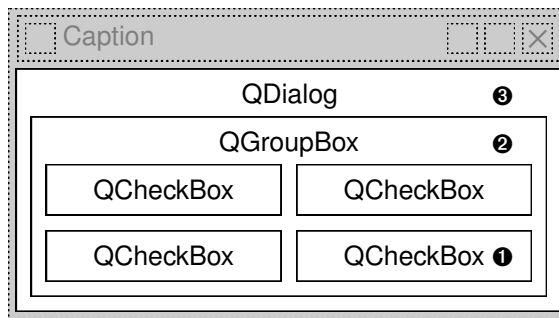 Caption
QDialog ❸
QGroupBox ❷
QCheckBox QCheckBox
QCheckBox QCheckBox ❶